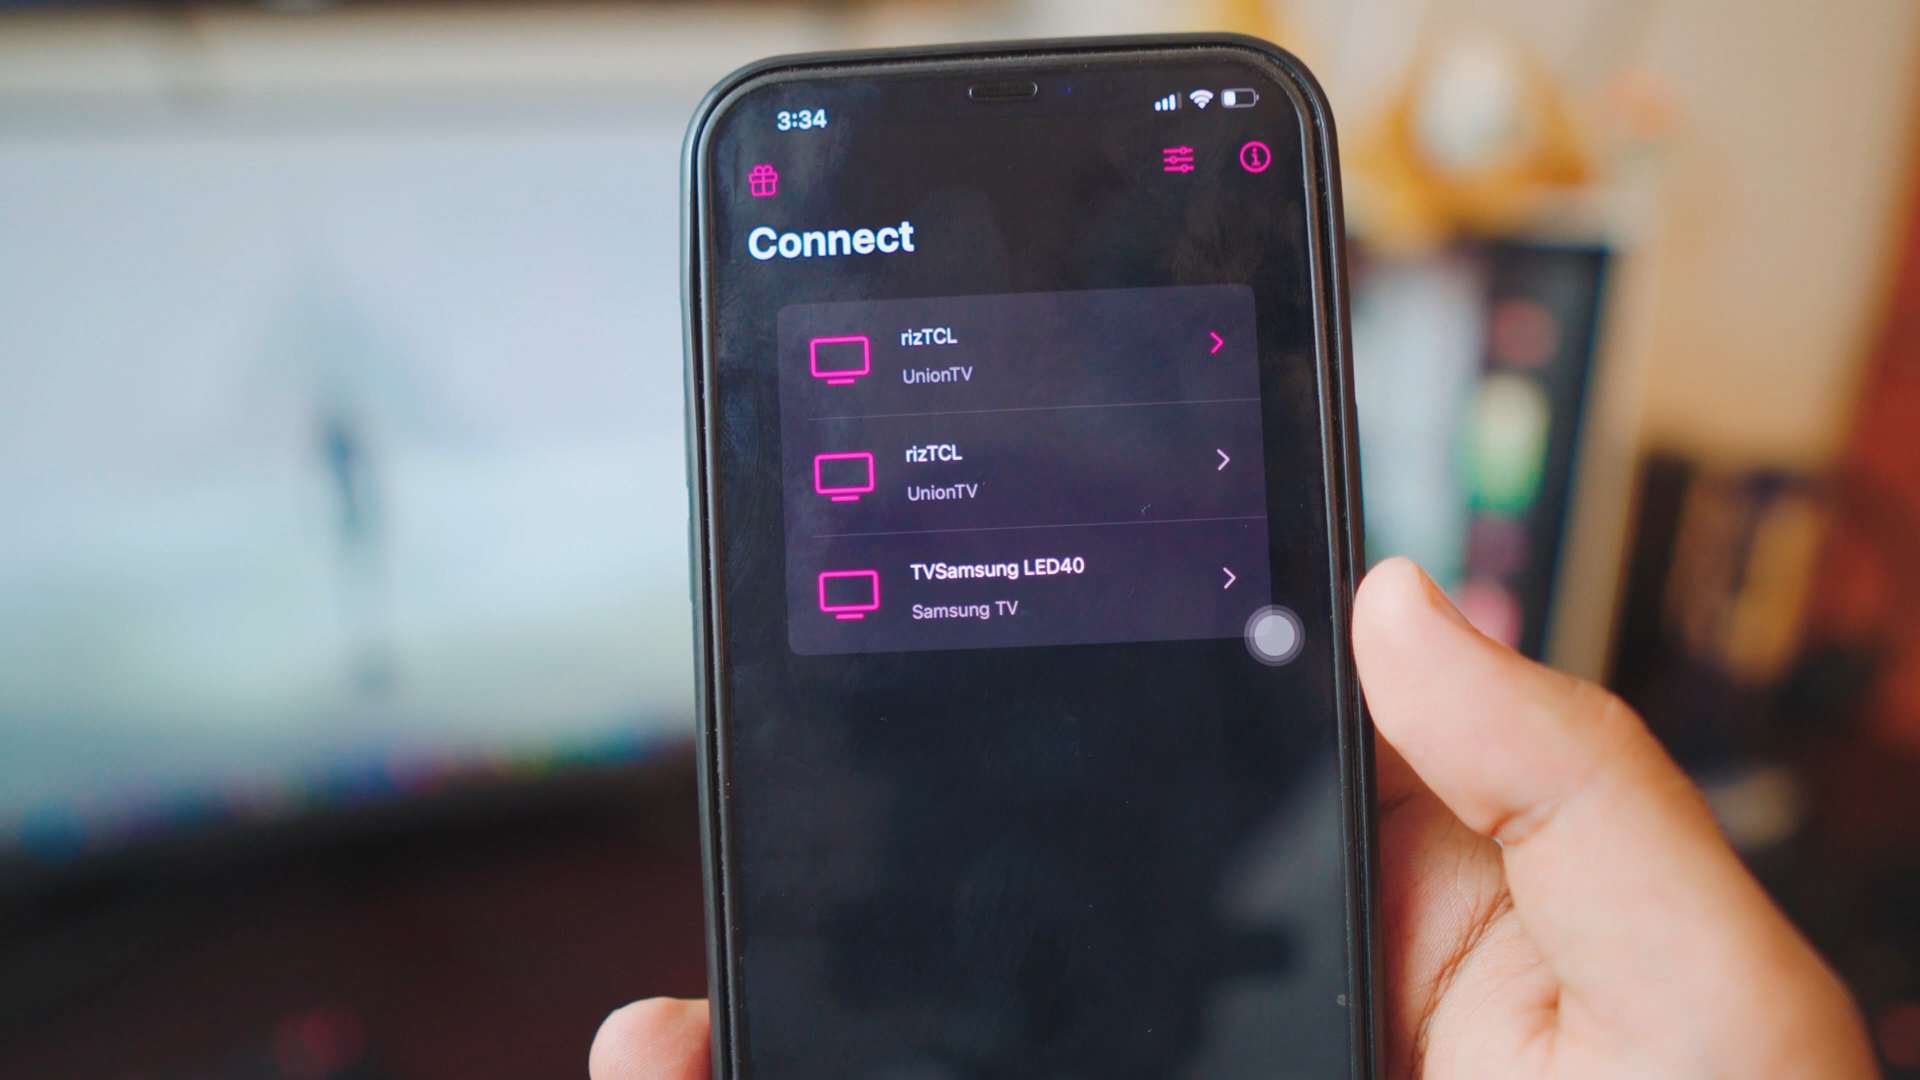 3:34
Connect
rizTCL
UnionTV
rizTCL
UnionTV
TVSamsung LED40
Samsung TV